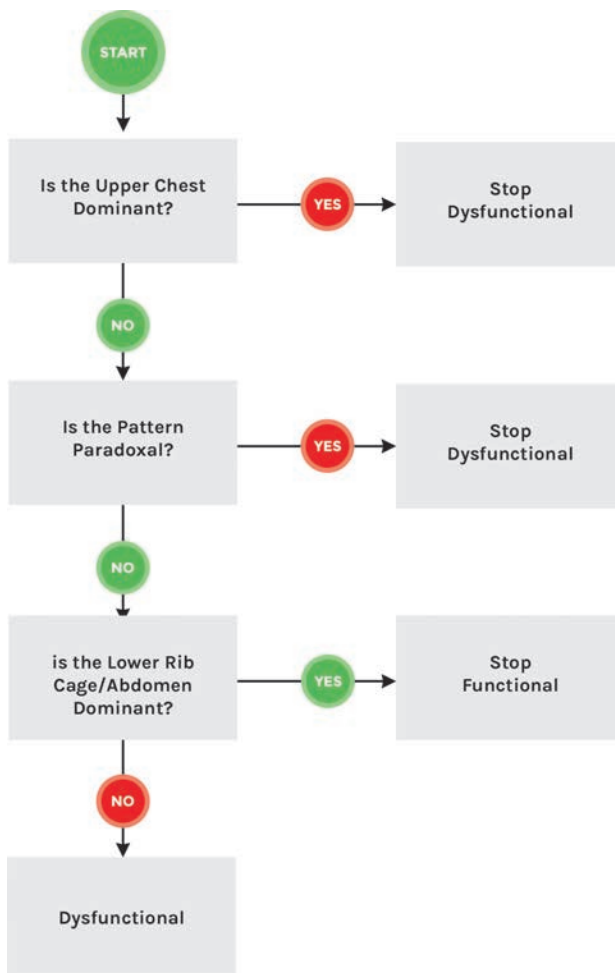 START
Is the Upper Chest
Dominant?
YES
Stop
Dysfunctional
NO
Is the Pattern
Paradoxal?
YES
Stop
Dysfunctional
NO
is the Lower Rib
Cage/Abdomen
Dominant?
YES
Stop
Functional
NO
Dysfunctional